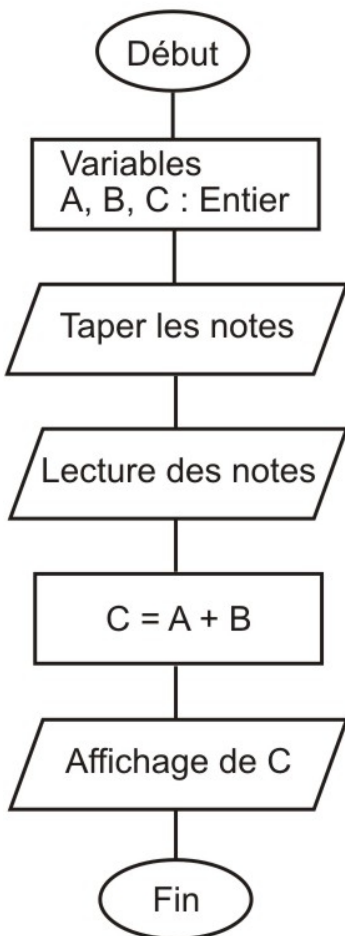 Début
Variables
A, B, C : Entier
Taper les notes
Lecture des notes
C = A + B
Affichage de C
Fin